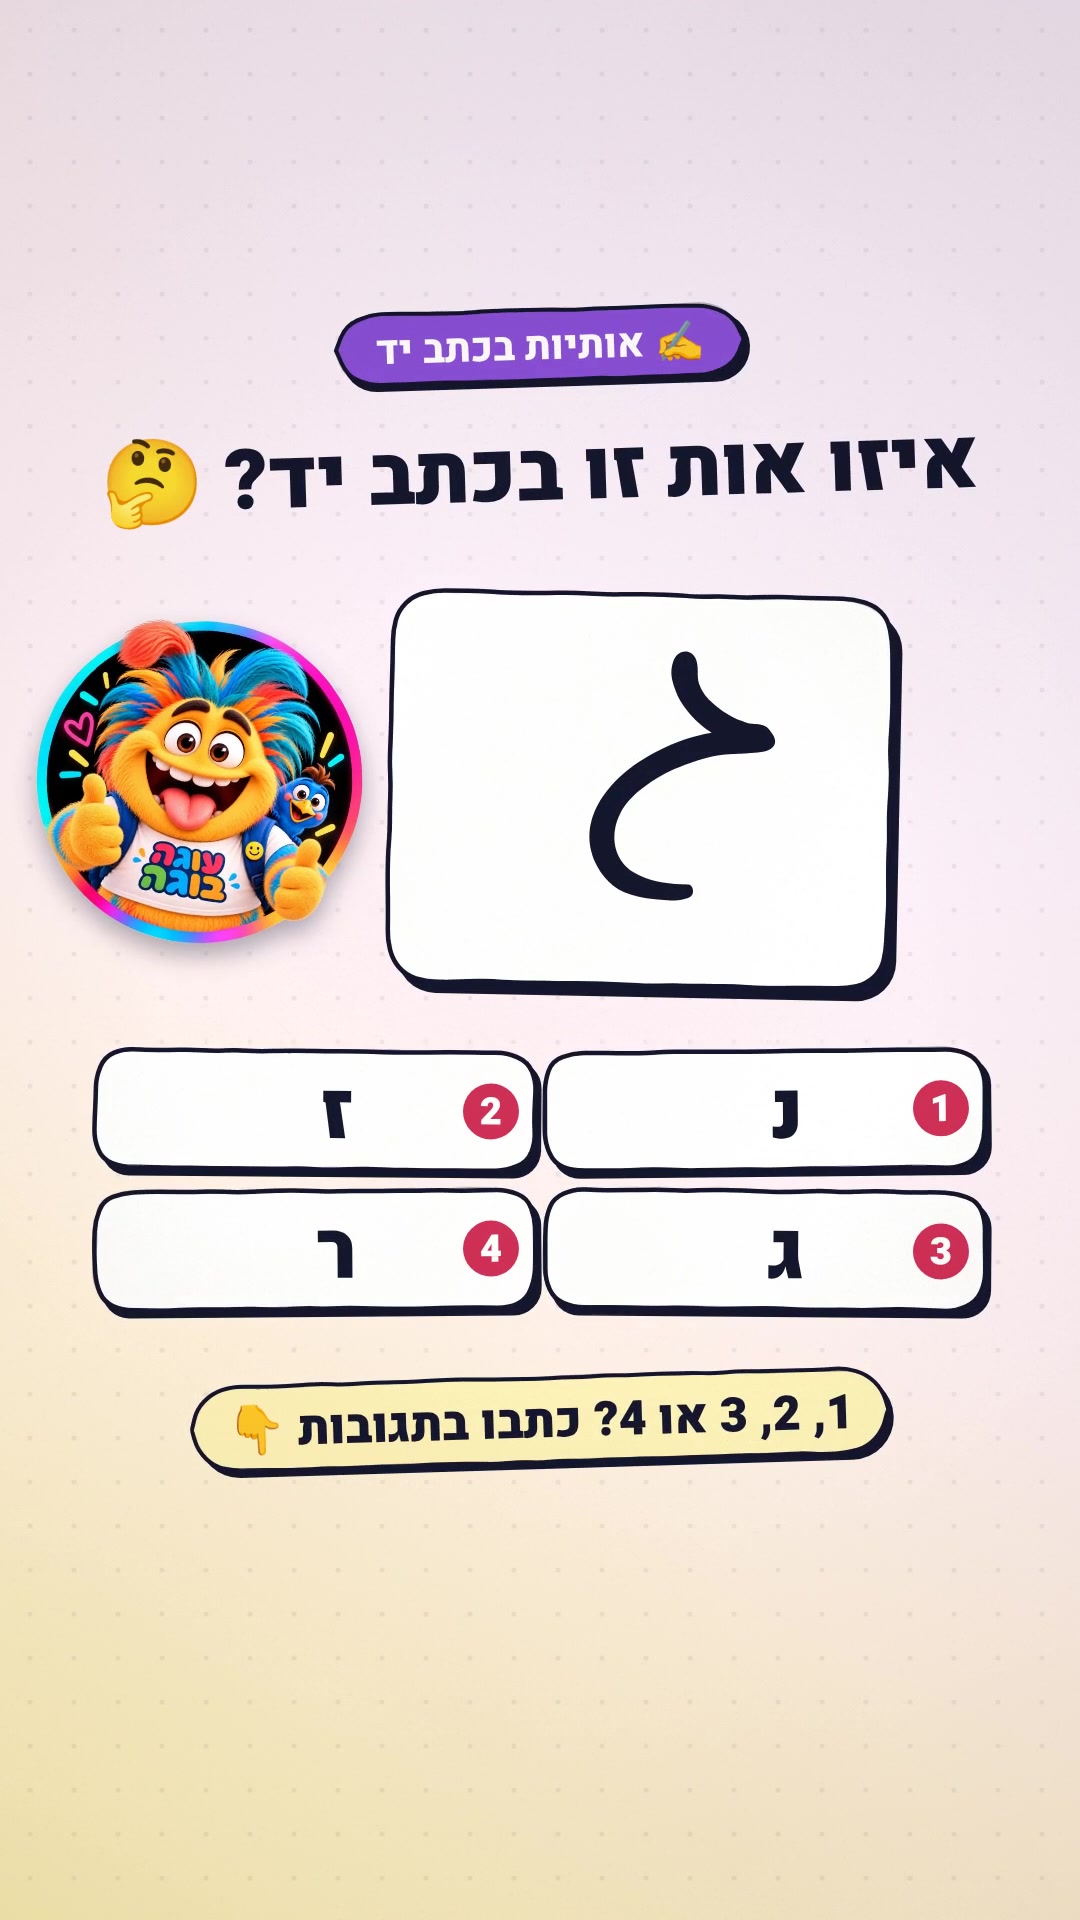 ✍️ אותיות בכתב יד
איזו אות זו בכתב יד? 🤔
עוגה
בוגה
1 נ
2 ז
3 ג
4 ר
1, 2, 3 או 4? כתבו בתגובות 👇